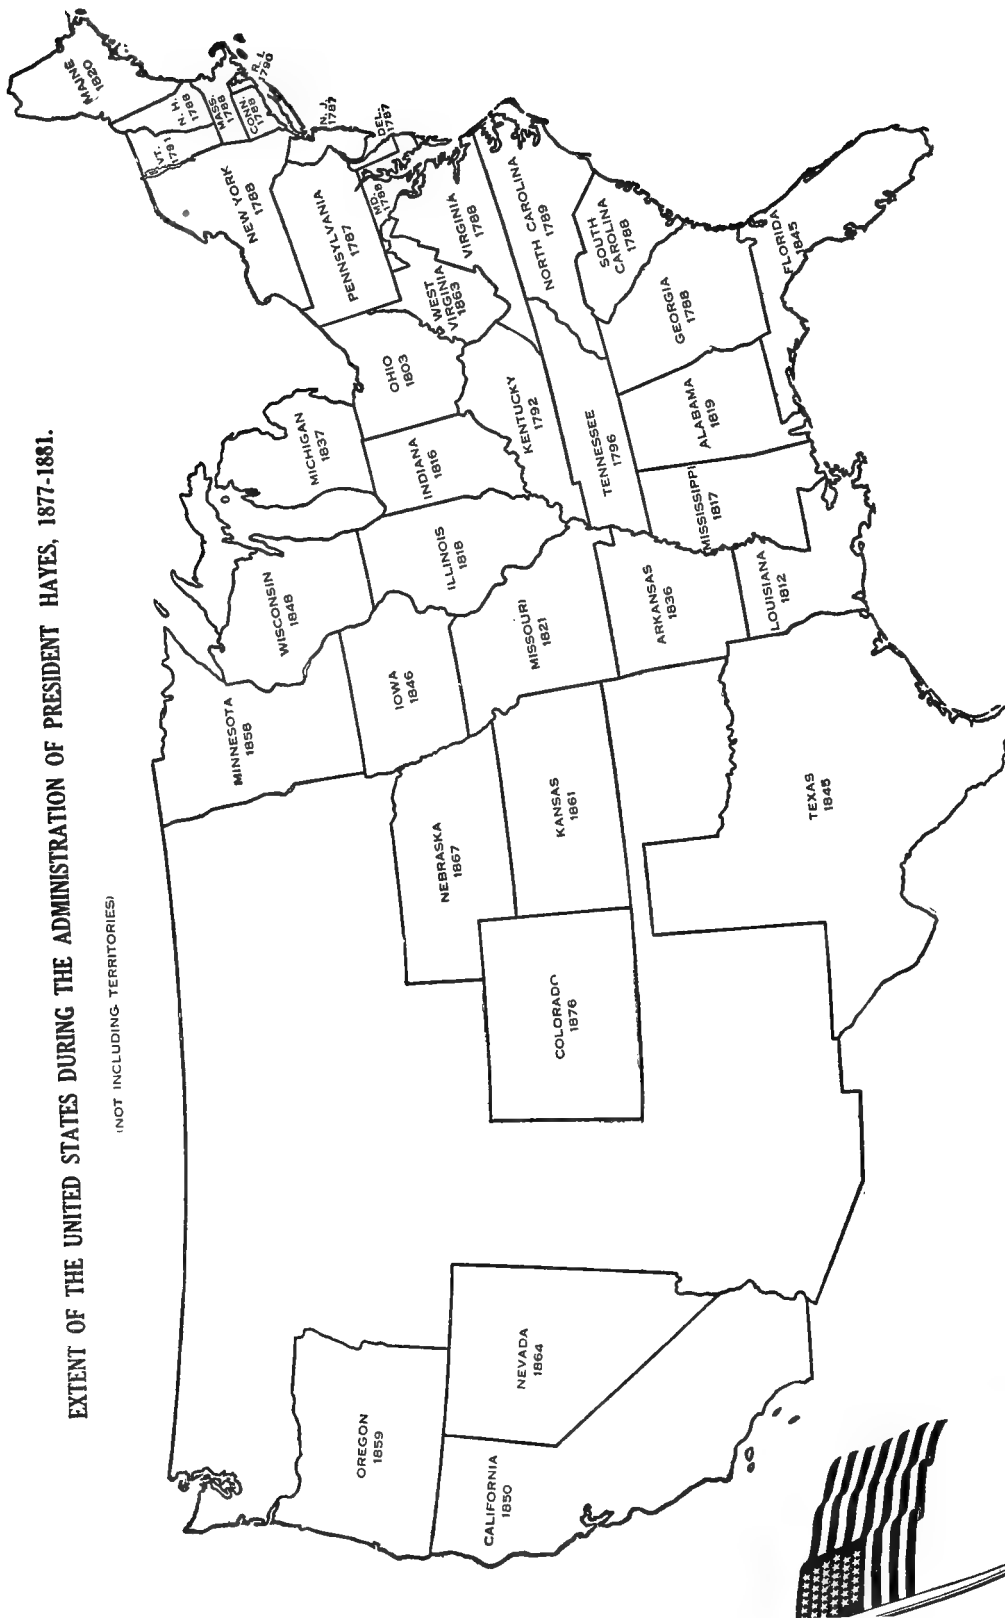 EXTENT OF THE UNITED STATES DURING THE ADMINISTRATION OF PRESIDENT HAYES, 1877-1881.
(NOT INCLUDING TERRITORIES)
MAINE
1820
N. H.
1788
VT.
1791
MASS.
1788
CONN.
1788
R. I.
1790
NEW YORK
1788
N. J.
1787
PENNSYLVANIA
1787
DEL.
1787
MD.
1788
VIRGINIA
1788
WEST
VIRGINIA
1863
NORTH CAROLINA
1789
SOUTH
CAROLINA
1788
GEORGIA
1788
FLORIDA
1845
OHIO
1803
MICHIGAN
1837
INDIANA
1816
KENTUCKY
1792
TENNESSEE
1796
ALABAMA
1819
MISSISSIPPI
1817
ILLINOIS
1818
WISCONSIN
1848
MINNESOTA
1858
IOWA
1846
MISSOURI
1821
ARKANSAS
1836
LOUISIANA
1812
NEBRASKA
1867
KANSAS
1861
TEXAS
1845
COLORADO
1876
NEVADA
1864
OREGON
1859
CALIFORNIA
1850